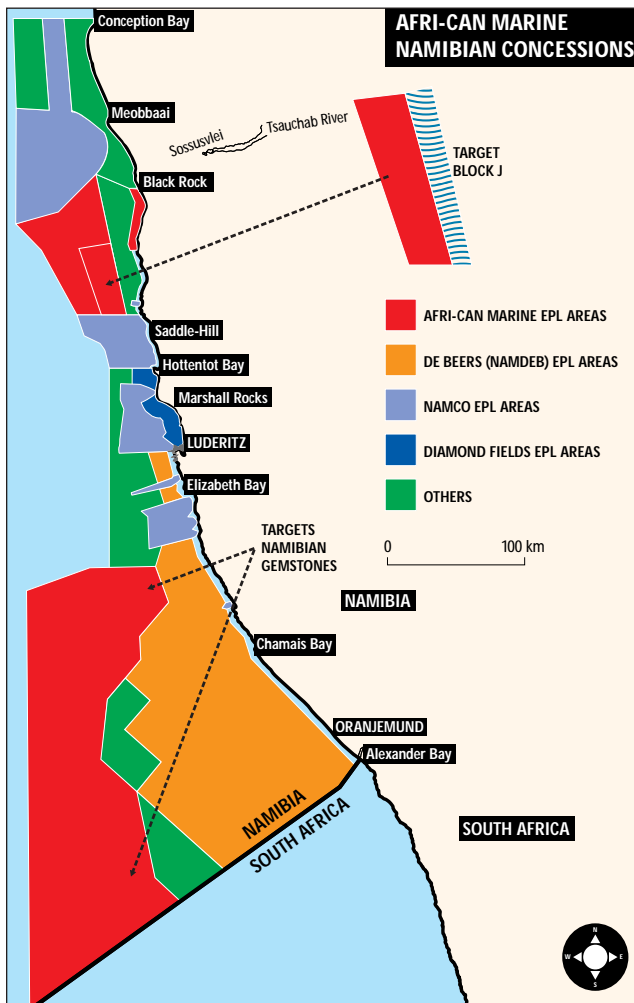 AFRI-CAN MARINE
NAMIBIAN CONCESSIONS
Conception Bay
Meobbaai
Sossusvlei
Tsauchab River
TARGET
BLOCK J
Black Rock
Saddle-Hill
Hottentot Bay
Marshall Rocks
LUDERITZ
Elizabeth Bay
AFRI-CAN MARINE EPL AREAS
DE BEERS (NAMDEB) EPL AREAS
NAMCO EPL AREAS
DIAMOND FIELDS EPL AREAS
OTHERS
0 100 km
TARGETS
NAMIBIAN
GEMSTONES
NAMIBIA
Chamais Bay
ORANJEMUND
Alexander Bay
NAMIBIA
SOUTH AFRICA
SOUTH AFRICA
N
W E
S